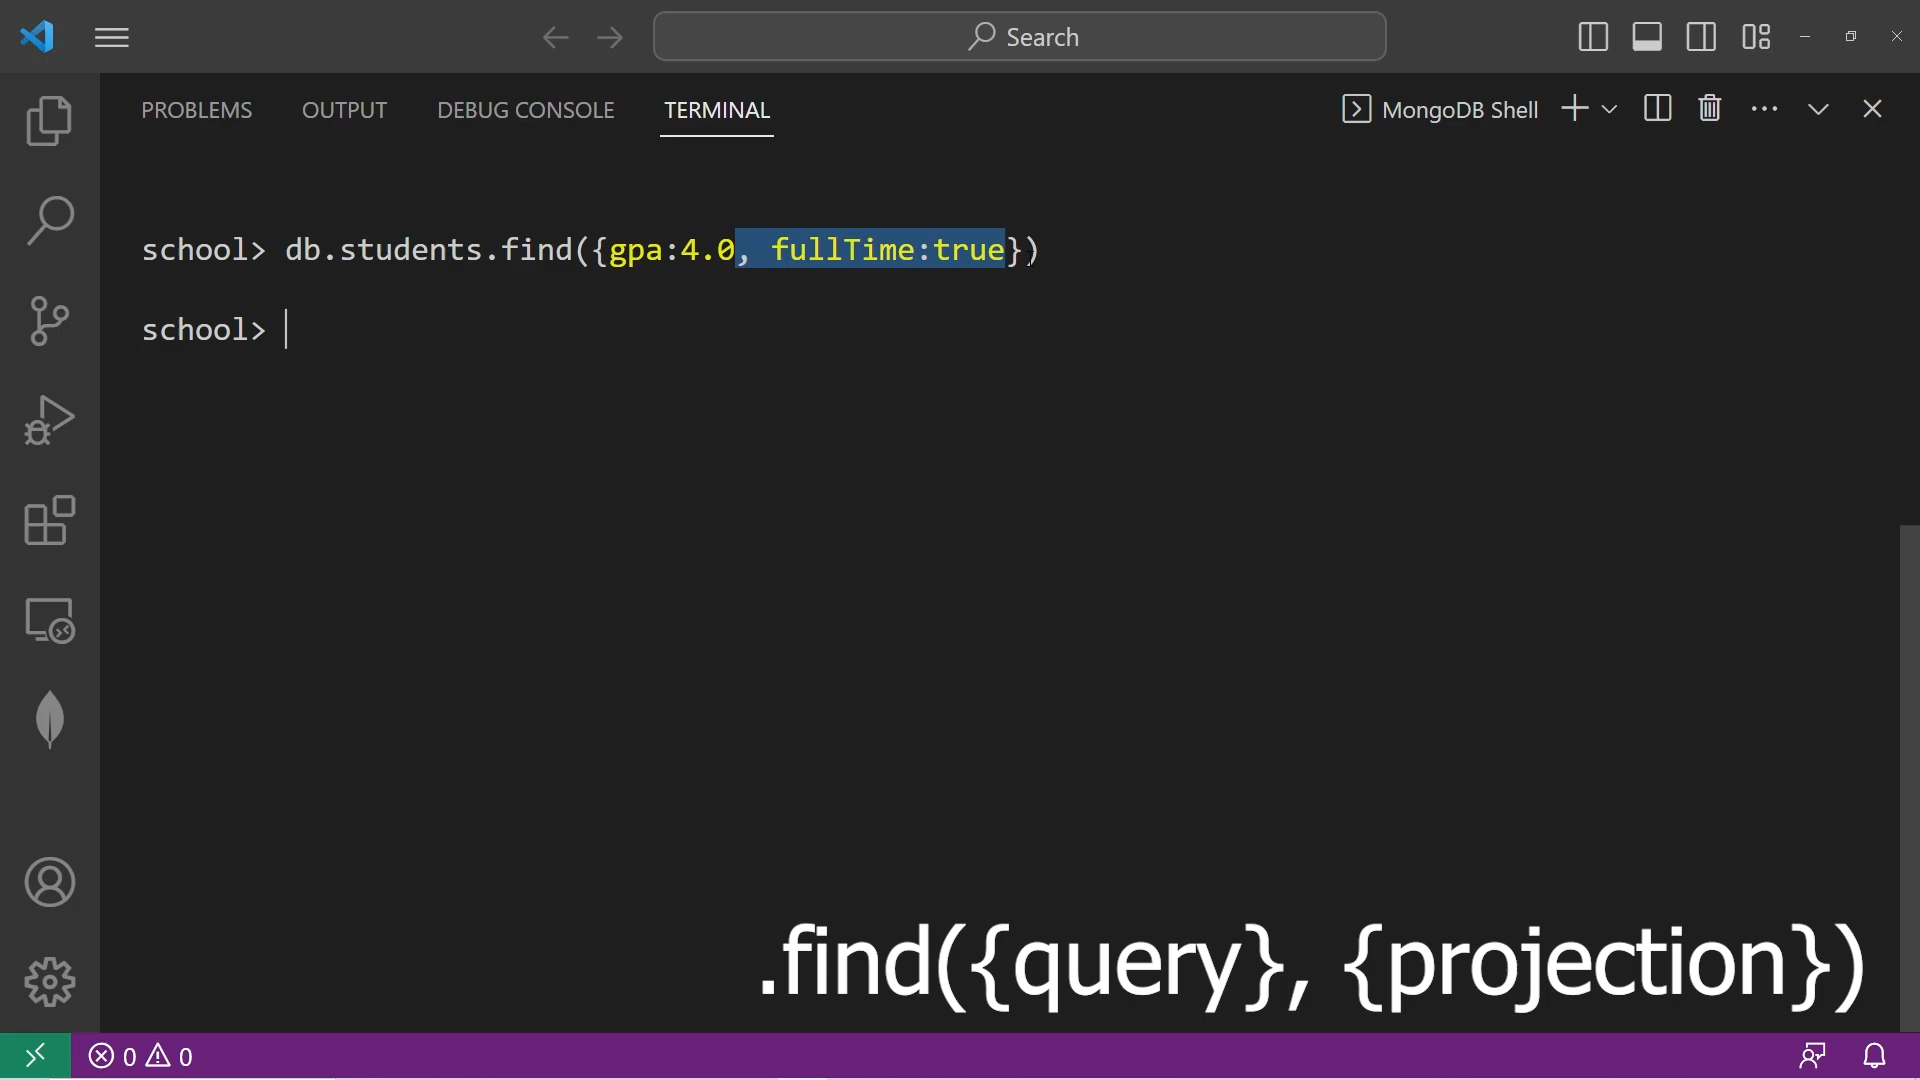 Search
PROBLEMS OUTPUT DEBUG CONSOLE TERMINAL MongoDB Shell
school> db.students.find({gpa:4.0, fullTime:true})
school>
.find({query}, {projection})
0 0